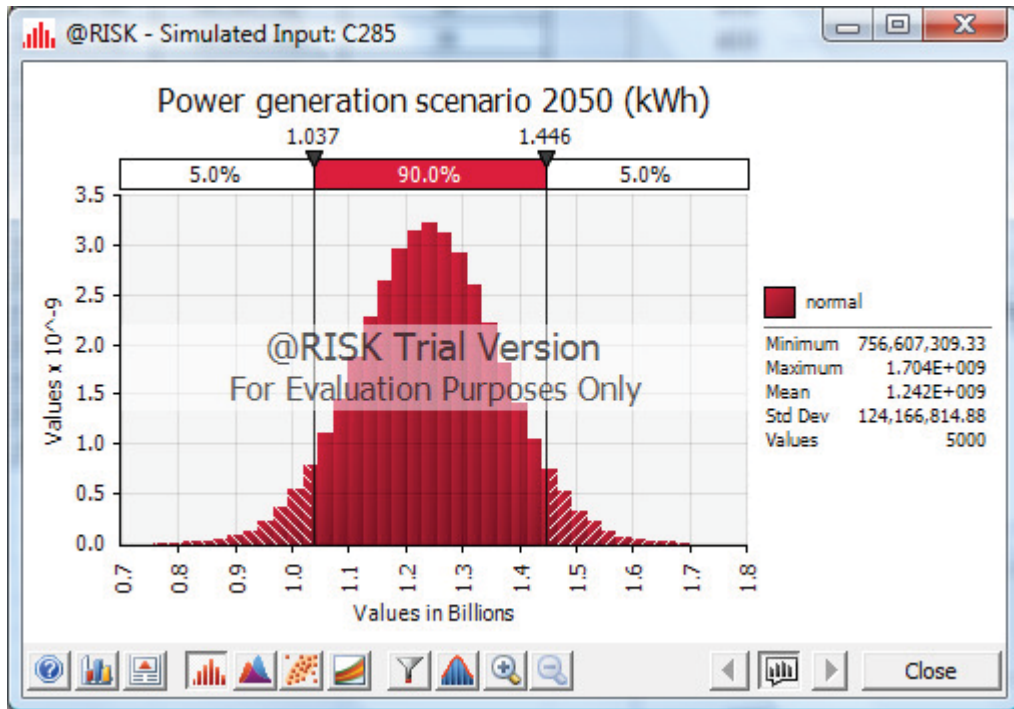 @RISK - Simulated Input: C285
Power generation scenario 2050 (kWh)
1.037 1.446
5.0% 90.0% 5.0%
3.5
3.0
2.5
2.0
1.5
1.0
0.5
0.0
Values x 10^-9
@RISK Trial Version
For Evaluation Purposes Only
0.7 0.8 0.9 1.0 1.1 1.2 1.3 1.4 1.5 1.6 1.7 1.8
Values in Billions
normal
Minimum 756,607,309.33
Maximum 1.704E+009
Mean 1.242E+009
Std Dev 124,166,814.88
Values 5000
Close